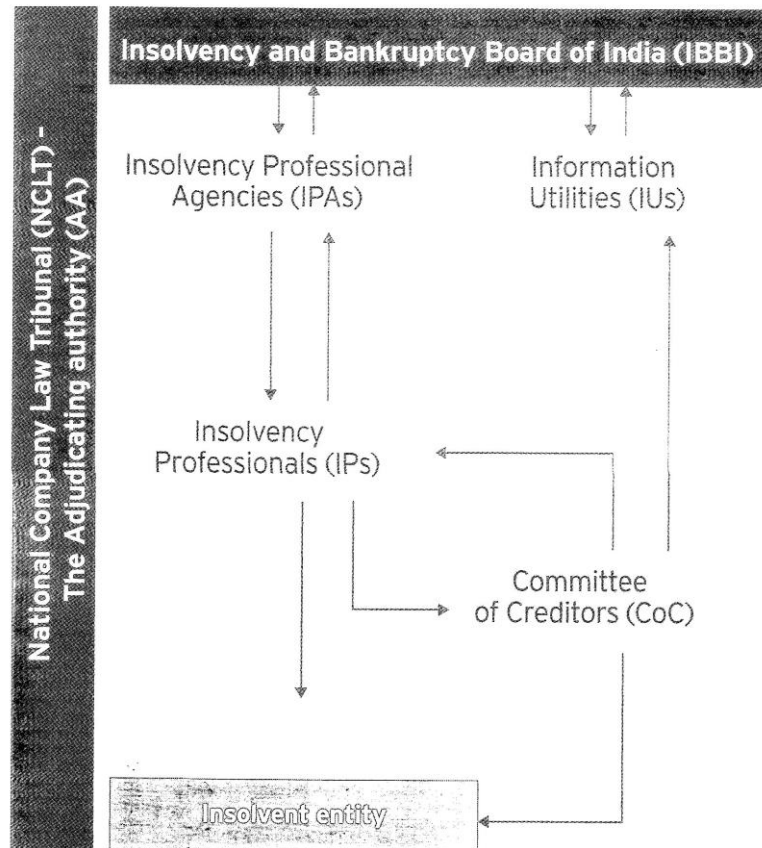 National Company Law Tribunal (NCLT) -
The Adjudicating authority (AA)
Insolvency and Bankruptcy Board of India (IBBI)
Insolvency Professional
Agencies (IPAs)
Information
Utilities (IUs)
Insolvency
Professionals (IPs)
Committee
of Creditors (CoC)
Insolvent entity